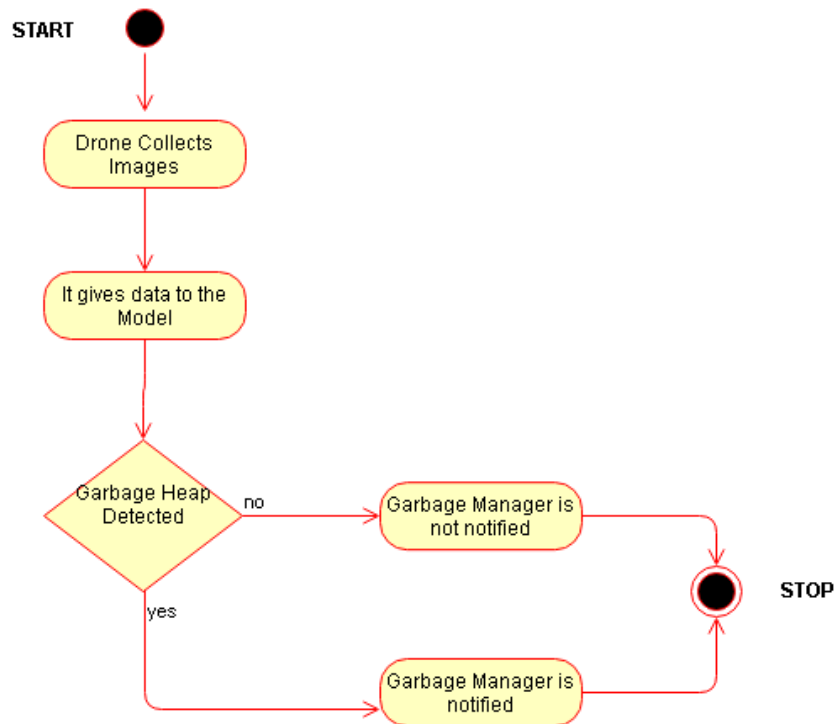 START
Drone Collects
Images
It gives data to the
Model
Garbage Heap
Detected
no
Garbage Manager is
not notified
STOP
yes
Garbage Manager is
notified